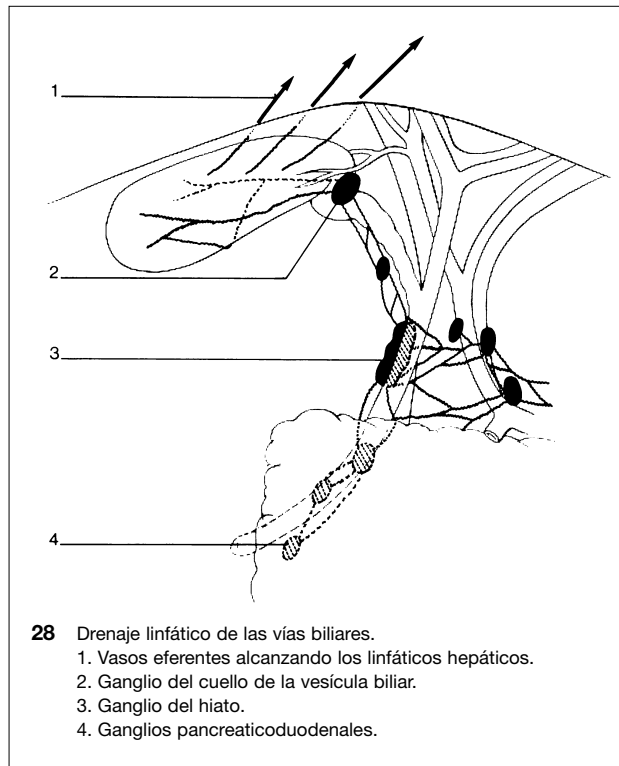 1
2
3
4
28 Drenaje linfático de las vías biliares.
1. Vasos eferentes alcanzando los linfáticos hepáticos.
2. Ganglio del cuello de la vesícula biliar.
3. Ganglio del hiato.
4. Ganglios pancreaticoduodenales.